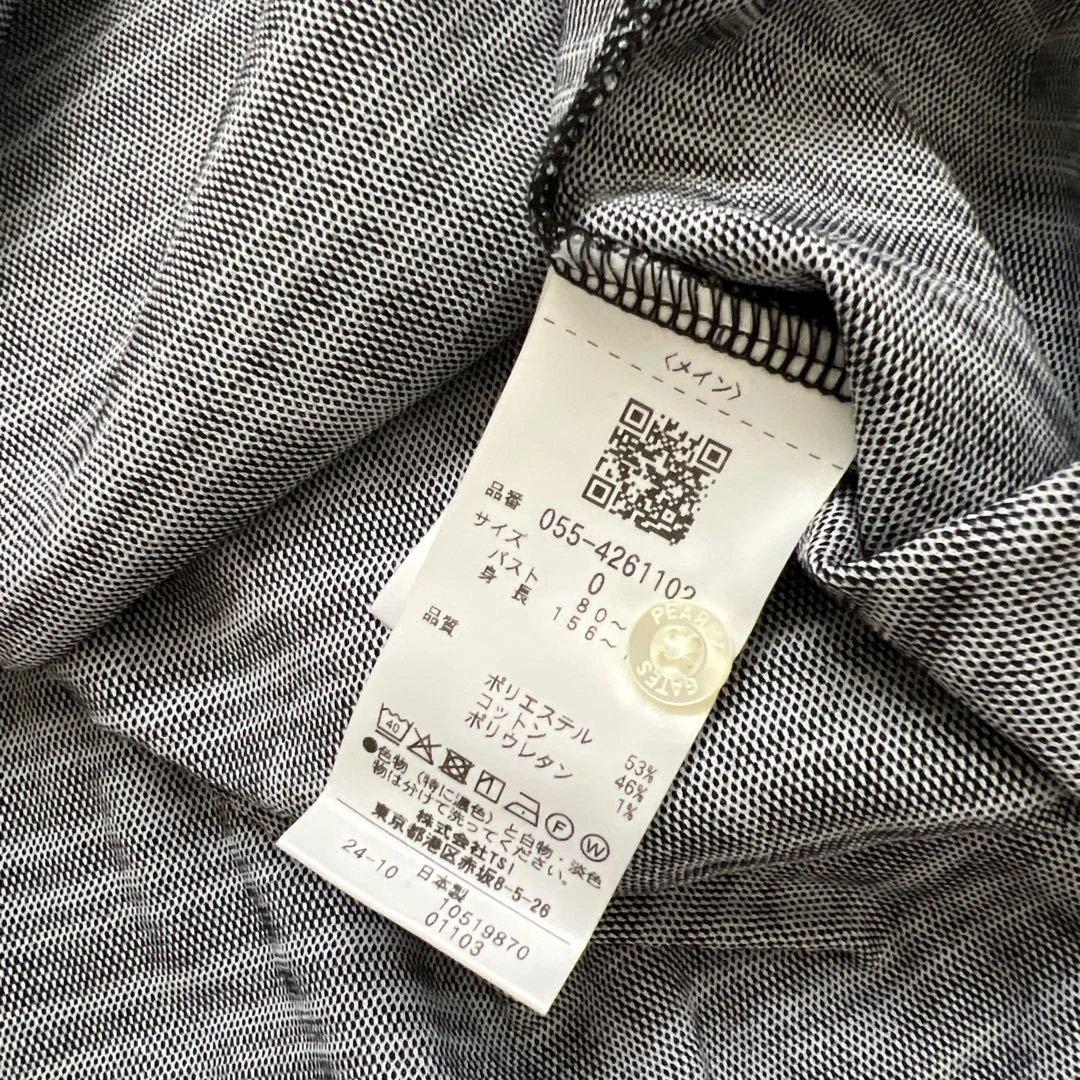 〈メイン〉
品番 055-4261102
サイズ 0
バスト 80～
身長 156～
品質
ポリエステル 53%
コットン 46%
ポリウレタン 1%
40
F W
●色物(特に濃色)と白物・淡色
物は分けて洗ってください。
株式会社TSI
東京都港区赤坂8-5-26
24-10 日本製
10519870
01103
PEARLY
GATES